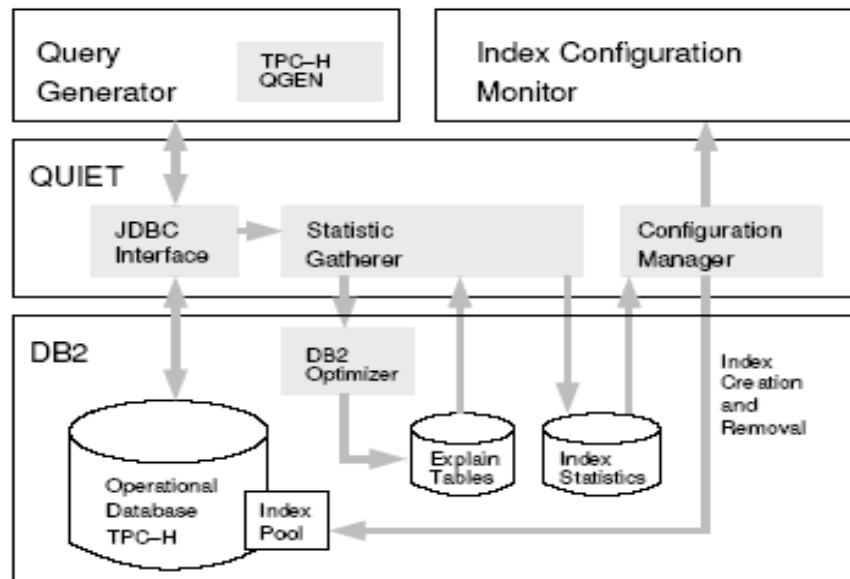 Query
Generator
TPC-H
QGEN
Index Configuration
Monitor
QUIET
JDBC
Interface
Statistic
Gatherer
Configuration
Manager
DB2
DB2
Optimizer
Index
Creation
and
Removal
Explain
Tables
Index
Statistics
Operational
Database
TPC-H
Index
Pool